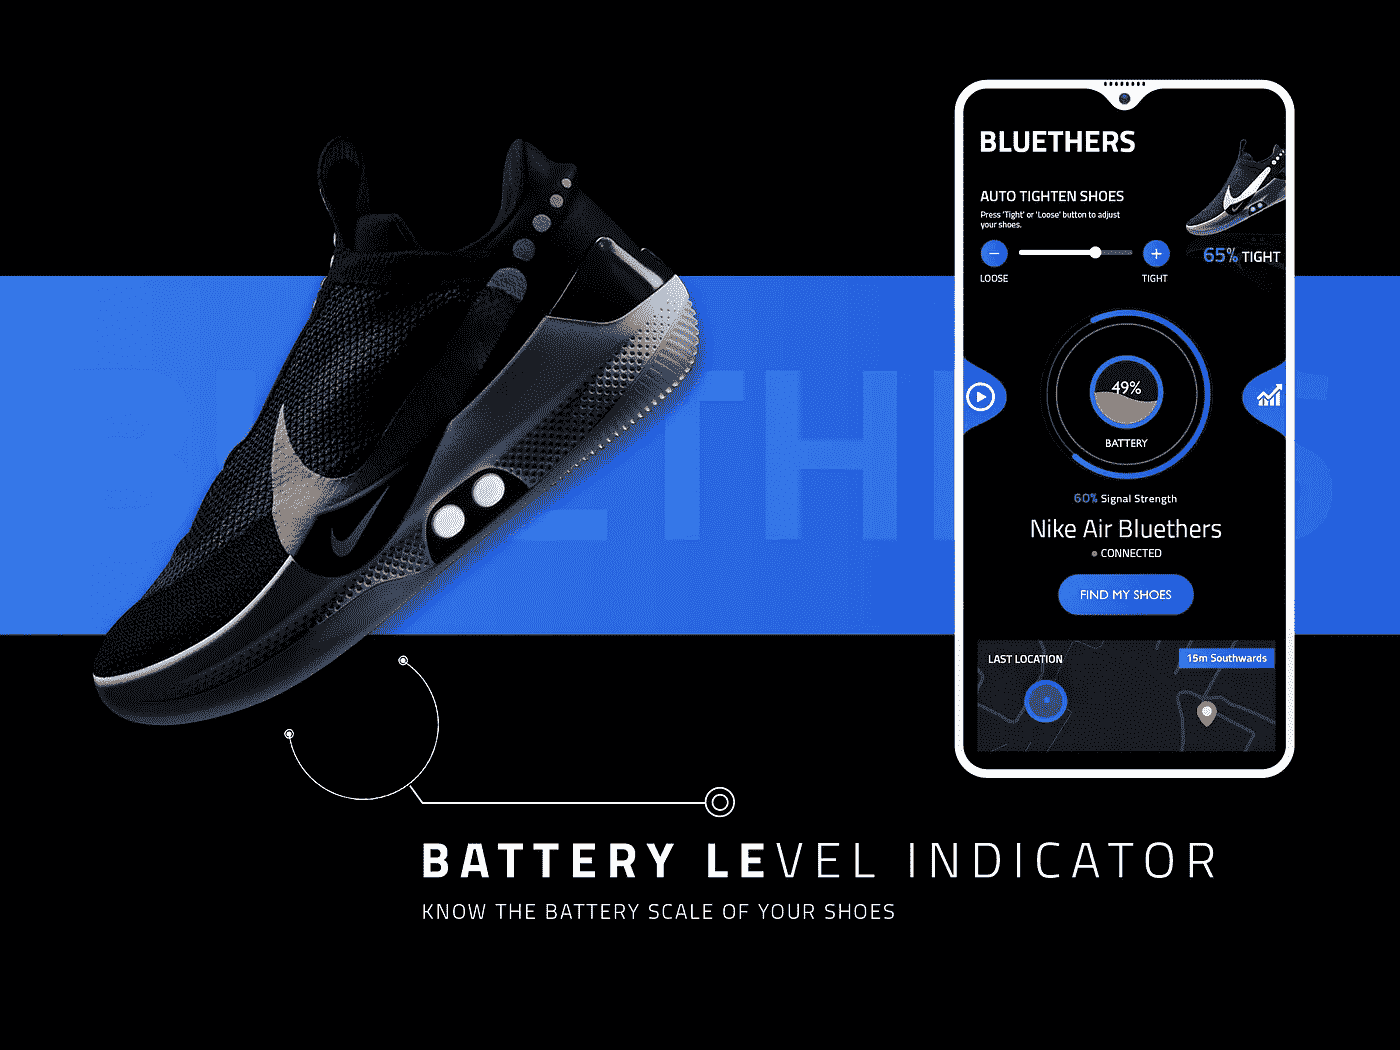 BLUETHERS
AUTO TIGHTEN SHOES
Press 'Tight' or 'Loose' button to adjust
your shoes.
65% TIGHT
LOOSE
TIGHT
49%
BATTERY
60% Signal Strength
Nike Air Bluethers
CONNECTED
FIND MY SHOES
LAST LOCATION
15m Southwards
BATTERY LEVEL INDICATOR
KNOW THE BATTERY SCALE OF YOUR SHOES